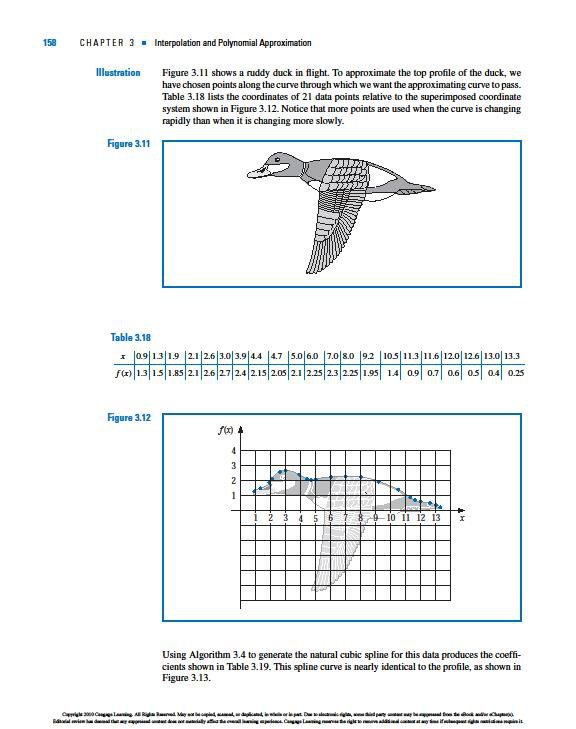 158 CHAPTER 3 ▪ Interpolation and Polynomial Approximation
Illustration Figure 3.11 shows a ruddy duck in flight. To approximate the top profile of the duck, we
have chosen points along the curve through which we want the approximating curve to pass.
Table 3.18 lists the coordinates of 21 data points relative to the superimposed coordinate
system shown in Figure 3.12. Notice that more points are used when the curve is changing
rapidly than when it is changing more slowly.
Figure 3.11
Table 3.18
x 0.9 1.3 1.9 2.1 2.6 3.0 3.9 4.4 4.7 5.0 6.0 7.0 8.0 9.2 10.5 11.3 11.6 12.0 12.6 13.0 13.3
f(x) 1.3 1.5 1.85 2.1 2.6 2.7 2.4 2.15 2.05 2.1 2.25 2.3 2.25 1.95 1.4 0.9 0.7 0.6 0.5 0.4 0.25
Figure 3.12
f(x)
4
3
2
1
1 2 3 4 5 6 7 8 9 10 11 12 13 x
Using Algorithm 3.4 to generate the natural cubic spline for this data produces the coeffi-
cients shown in Table 3.19. This spline curve is nearly identical to the profile, as shown in
Figure 3.13.
Copyright 2010 Cengage Learning. All Rights Reserved. May not be copied, scanned, or duplicated, in whole or in part. Due to electronic rights, some third party content may be suppressed from the eBook and/or eChapter(s).
Editorial review has deemed that any suppressed content does not materially affect the overall learning experience. Cengage Learning reserves the right to remove additional content at any time if subsequent rights restrictions require it.